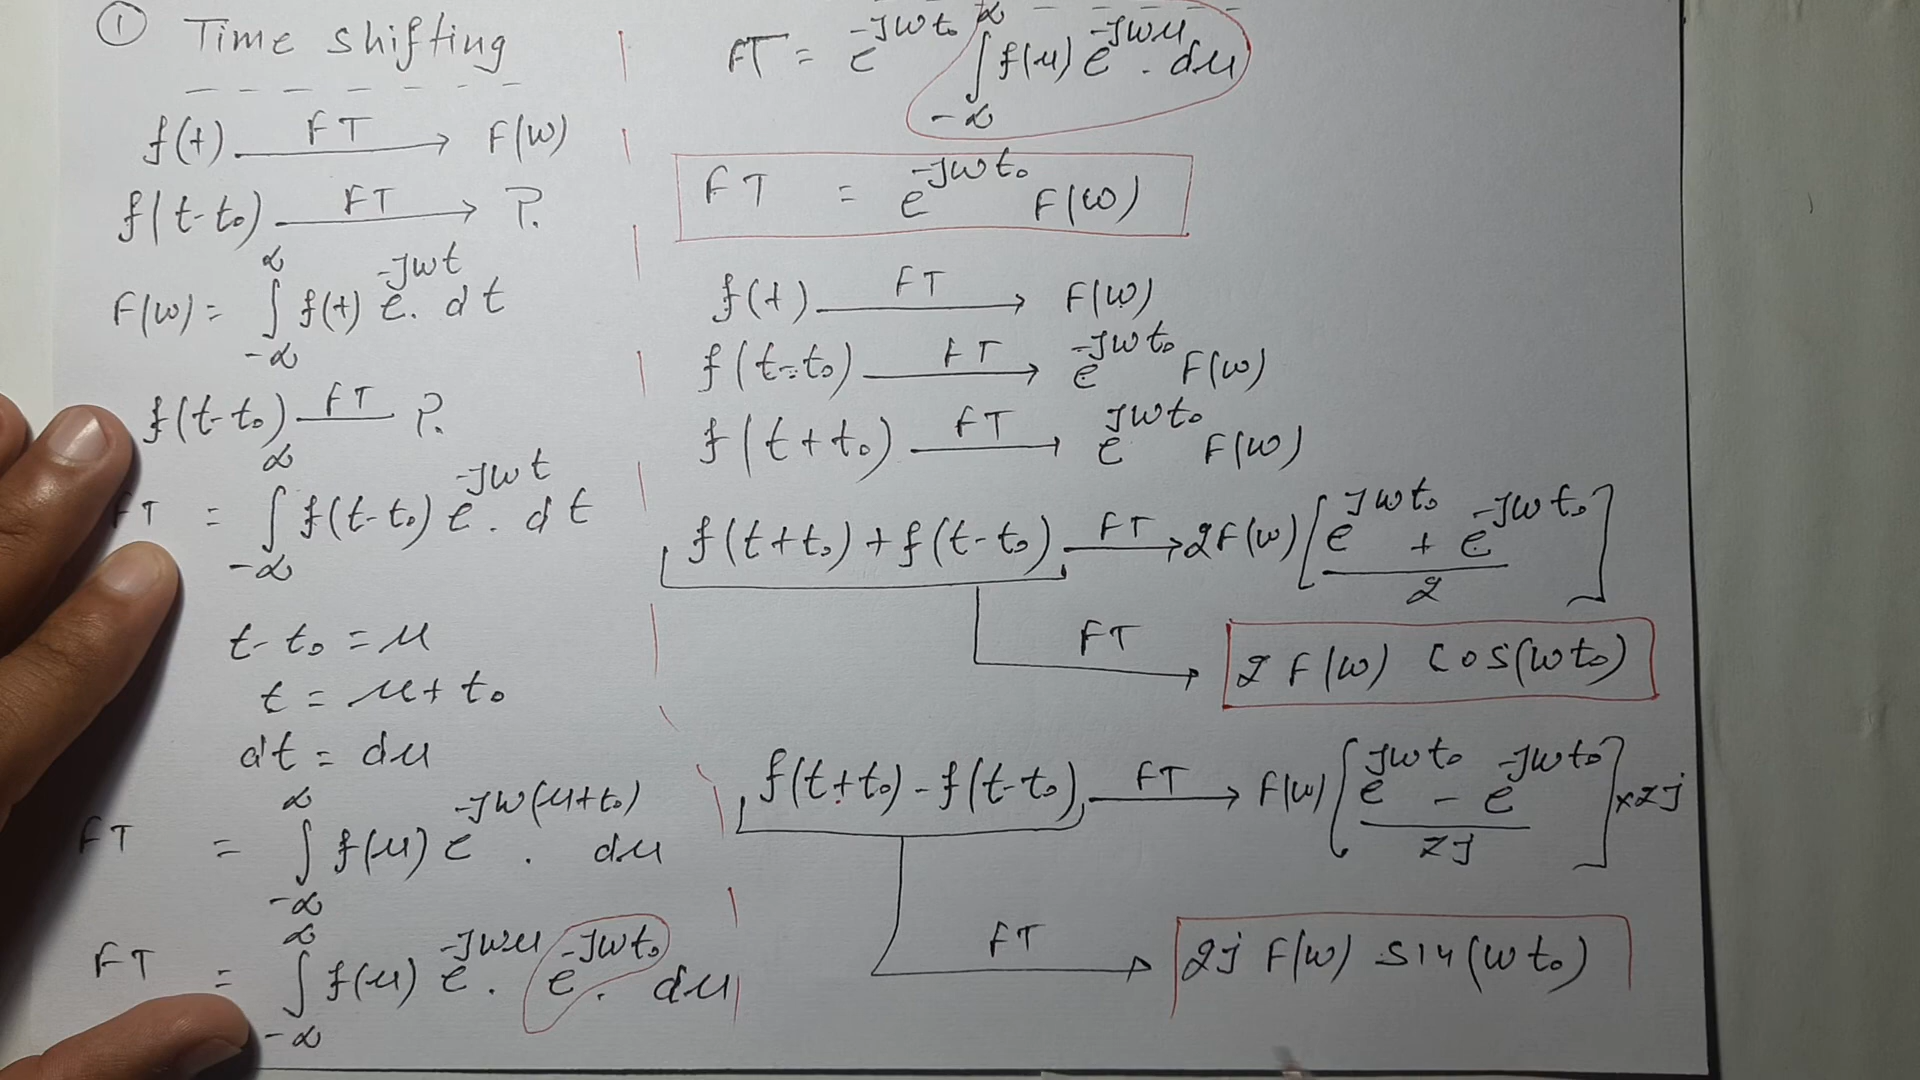 ① Time shifting
f(t) FT → F(w)
f(t-t₀) FT → ?
F(w) = ∫_{-∞}^{∞} f(t) e^{-jwt} . dt
f(t-t₀) FT ?
FT = ∫_{-∞}^{∞} f(t-t₀) e^{-jwt} . dt
t-t₀ = u
t = u+t₀
dt = du
FT = ∫_{-∞}^{∞} f(u) e^{-jw(u+t₀)} . du
FT = ∫_{-∞}^{∞} f(u) e^{-jwu} . e^{-jwt₀} . du
FT = e^{-jwt₀} ∫_{-∞}^{∞} f(u) e^{-jwu} . du
FT = e^{-jwt₀} F(w)
f(t) FT → F(w)
f(t-t₀) FT → e^{-jwt₀} F(w)
f(t+t₀) FT → e^{jwt₀} F(w)
f(t+t₀)+f(t-t₀) FT → 2F(w) [(e^{jwt₀} + e^{-jwt₀})/2]
FT → 2 F(w) cos(wt₀)
f(t+t₀)-f(t-t₀) FT → F(w) [(e^{jwt₀} - e^{-jwt₀})/2j] x2j
FT → 2j F(w) sin(wt₀)